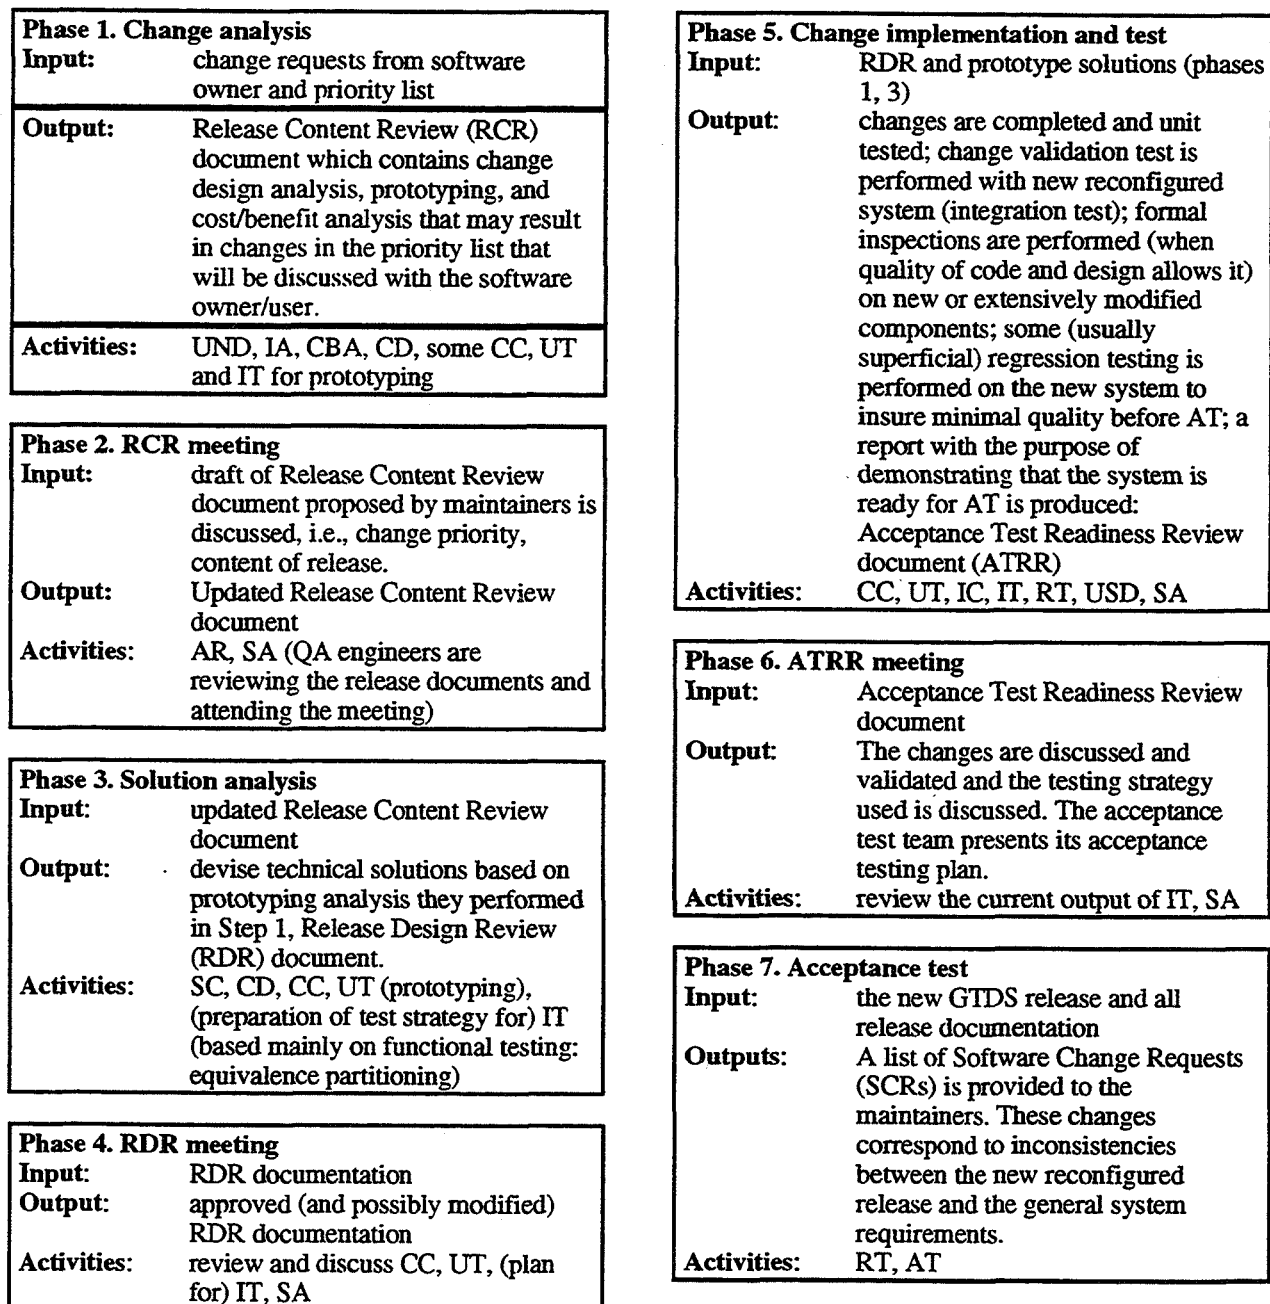 Phase 1. Change analysis
Input: change requests from software
owner and priority list
Output: Release Content Review (RCR)
document which contains change
design analysis, prototyping, and
cost/benefit analysis that may result
in changes in the priority list that
will be discussed with the software
owner/user.
Activities: UND, IA, CBA, CD, some CC, UT
and IT for prototyping
Phase 2. RCR meeting
Input: draft of Release Content Review
document proposed by maintainers is
discussed, i.e., change priority,
content of release.
Output: Updated Release Content Review
document
Activities: AR, SA (QA engineers are
reviewing the release documents and
attending the meeting)
Phase 3. Solution analysis
Input: updated Release Content Review
document
Output: devise technical solutions based on
prototyping analysis they performed
in Step 1, Release Design Review
(RDR) document.
Activities: SC, CD, CC, UT (prototyping),
(preparation of test strategy for) IT
(based mainly on functional testing:
equivalence partitioning)
Phase 4. RDR meeting
Input: RDR documentation
Output: approved (and possibly modified)
RDR documentation
Activities: review and discuss CC, UT, (plan
for) IT, SA
Phase 5. Change implementation and test
Input: RDR and prototype solutions (phases
1, 3)
Output: changes are completed and unit
tested; change validation test is
performed with new reconfigured
system (integration test); formal
inspections are performed (when
quality of code and design allows it)
on new or extensively modified
components; some (usually
superficial) regression testing is
performed on the new system to
insure minimal quality before AT; a
report with the purpose of
demonstrating that the system is
ready for AT is produced:
Acceptance Test Readiness Review
document (ATRR)
Activities: CC, UT, IC, IT, RT, USD, SA
Phase 6. ATRR meeting
Input: Acceptance Test Readiness Review
document
Output: The changes are discussed and
validated and the testing strategy
used is discussed. The acceptance
test team presents its acceptance
testing plan.
Activities: review the current output of IT, SA
Phase 7. Acceptance test
Input: the new GTDS release and all
release documentation
Outputs: A list of Software Change Requests
(SCRs) is provided to the
maintainers. These changes
correspond to inconsistencies
between the new reconfigured
release and the general system
requirements.
Activities: RT, AT